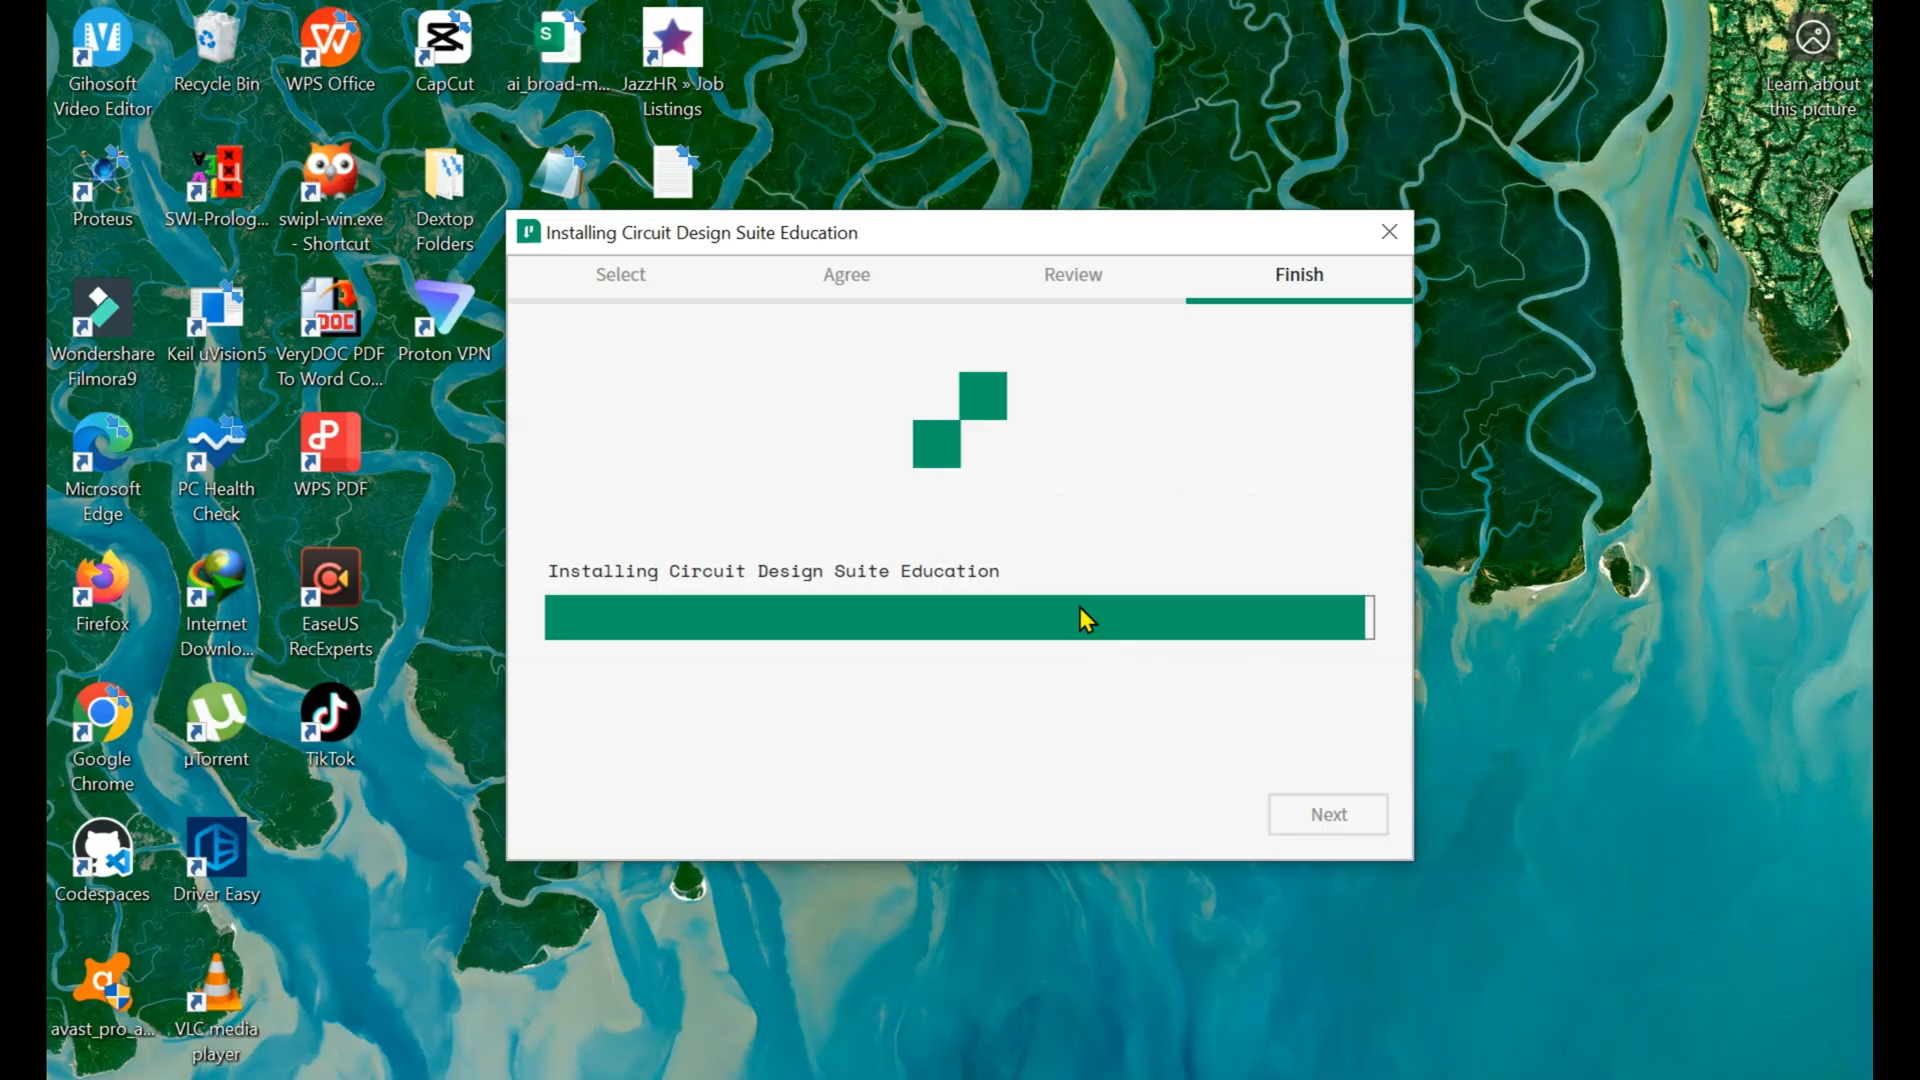 Gihosoft
Video Editor
Recycle Bin
WPS Office
CapCut
ai_broad-m...
JazzHR » Job
Listings
Learn about
this picture
Proteus
SWI-Prolog...
swipl-win.exe
- Shortcut
Dextop
Folders
Installing Circuit Design Suite Education
Select
Agree
Review
Finish
Wondershare
Filmora9
Keil uVision5
VeryDOC PDF
To Word Co...
Proton VPN
Microsoft
Edge
PC Health
Check
WPS PDF
Installing Circuit Design Suite Education
Firefox
Internet
Downlo...
EaseUS
RecExperts
Google
Chrome
µTorrent
TikTok
Next
Codespaces
Driver Easy
avast_pro_a...
VLC media
player